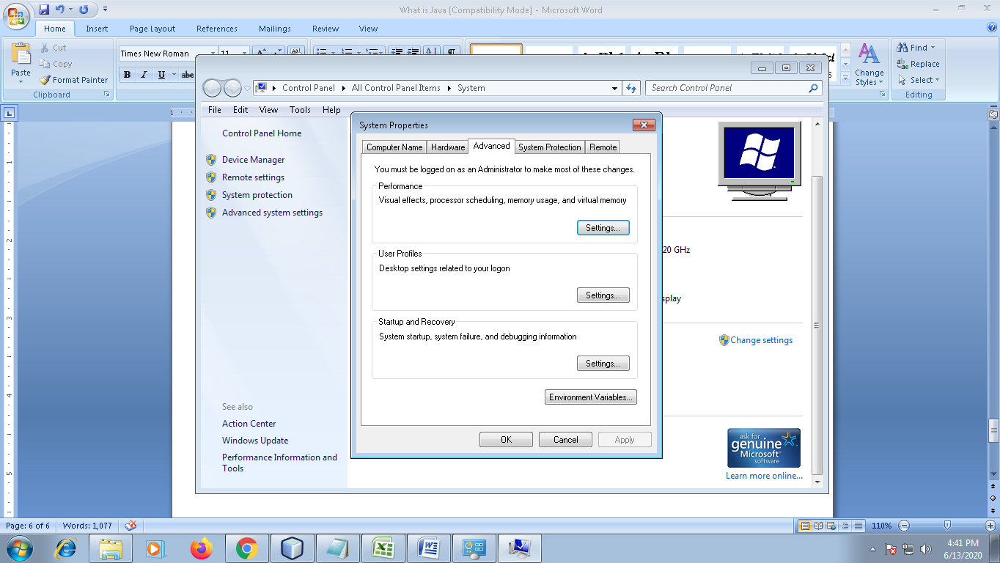 What is Java [Compatibility Mode] - Microsoft Word
Home Insert Page Layout References Mailings Review View
Paste
Cut
Copy
Format Painter
Clipboard
Times New Roman 11
B I U abc
Change Styles
Find
Replace
Select
Editing
Control Panel All Control Panel Items System
Search Control Panel
File Edit View Tools Help
Control Panel Home
Device Manager
Remote settings
System protection
Advanced system settings
See also
Action Center
Windows Update
Performance Information and
Tools
System Properties
Computer Name Hardware Advanced System Protection Remote
You must be logged on as an Administrator to make most of these changes.
Performance
Visual effects, processor scheduling, memory usage, and virtual memory
Settings...
User Profiles
Desktop settings related to your logon
Settings...
Startup and Recovery
System startup, system failure, and debugging information
Settings...
Environment Variables...
OK Cancel Apply
20 GHz
splay
Change settings
ask for
genuine
Microsoft
software
Learn more online...
Page: 6 of 6 Words: 1,077
110%
4:41 PM
6/13/2020